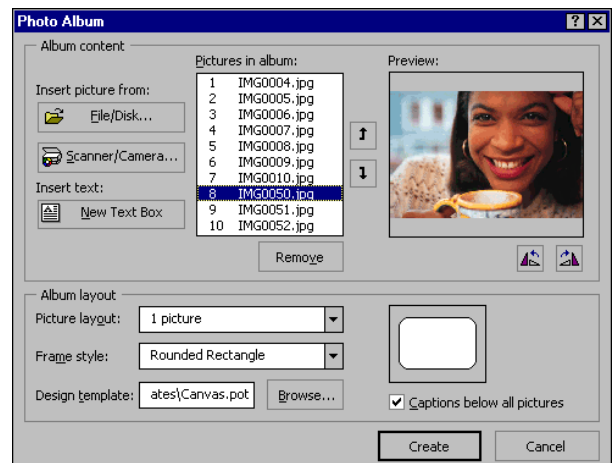 Photo Album
Album content
Pictures in album:
Preview:
Insert picture from:
File/Disk...
Scanner/Camera...
Insert text:
New Text Box
1 IMG0004.jpg
2 IMG0005.jpg
3 IMG0006.jpg
4 IMG0007.jpg
5 IMG0008.jpg
6 IMG0009.jpg
7 IMG0010.jpg
8 IMG0050.jpg
9 IMG0051.jpg
10 IMG0052.jpg
Remove
Album layout
Picture layout: 1 picture
Frame style: Rounded Rectangle
Design template: ates\Canvas.pot Browse...
Captions below all pictures
Create Cancel